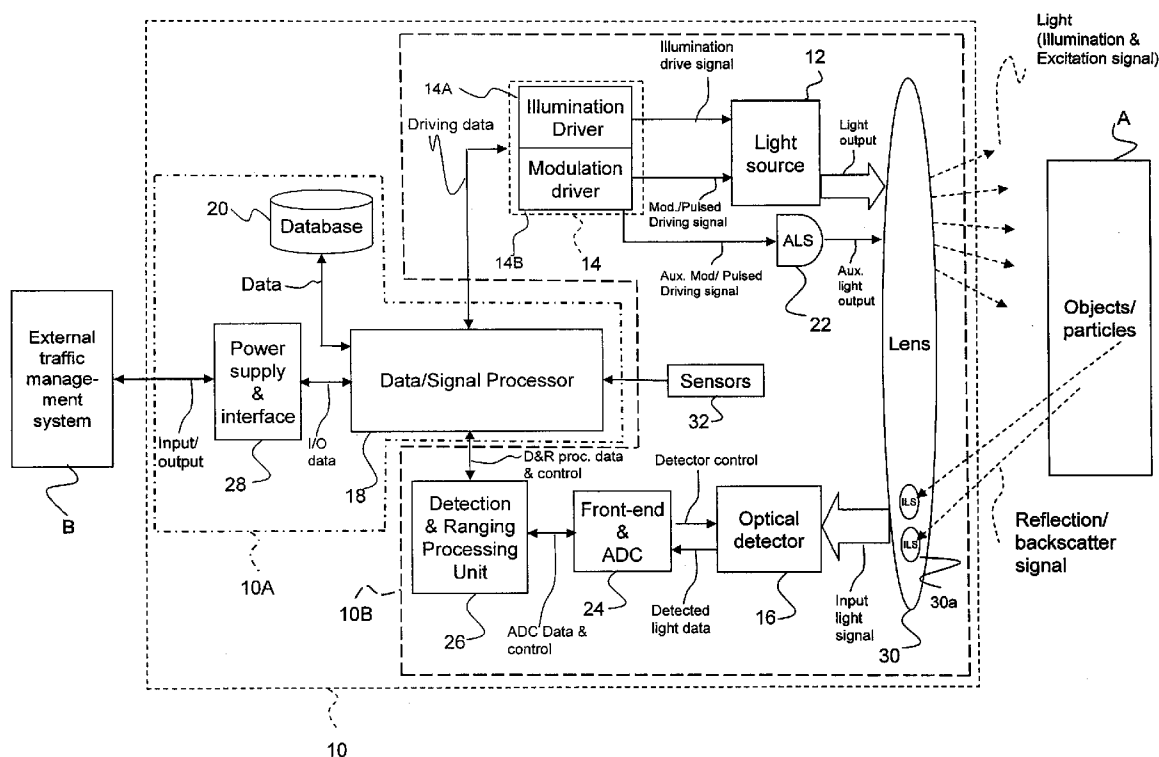 Light
(Illumination &
Excitation signal)
Illumination
drive signal
12
14A
Illumination
Driver
Modulation
driver
Driving data
Light
source
Light
output
A
Mod./Pulsed
Driving signal
20
Database
14B
14
ALS
Aux. Mod/ Pulsed
Driving signal
Aux.
light output
22
Data
Objects/
particles
External
traffic
manage-
ment
system
Power
supply
&
interface
Data/Signal Processor
Sensors
32
Lens
Input/
output
I/O
data
28
18
D&R proc. data
& control
Detector control
B
Detection
& Ranging
Processing
Unit
Front-end
&
ADC
Optical
detector
ILS
ILS
Reflection/
backscatter
signal
10A
10B
26
ADC Data &
control
24
Detected
light data
16
Input
light
signal
30a
30
10